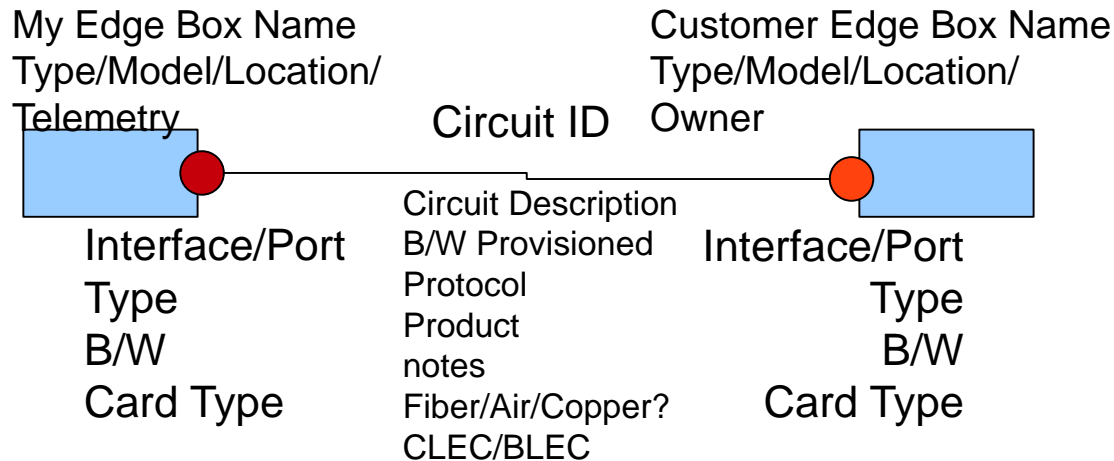 My Edge Box Name
Type/Model/Location/
Telemetry
Customer Edge Box Name
Type/Model/Location/
Owner
Circuit ID
Interface/Port
Type
B/W
Card Type
Circuit Description
B/W Provisioned
Protocol
Product
notes
Fiber/Air/Copper?
CLEC/BLEC
Interface/Port
Type
B/W
Card Type